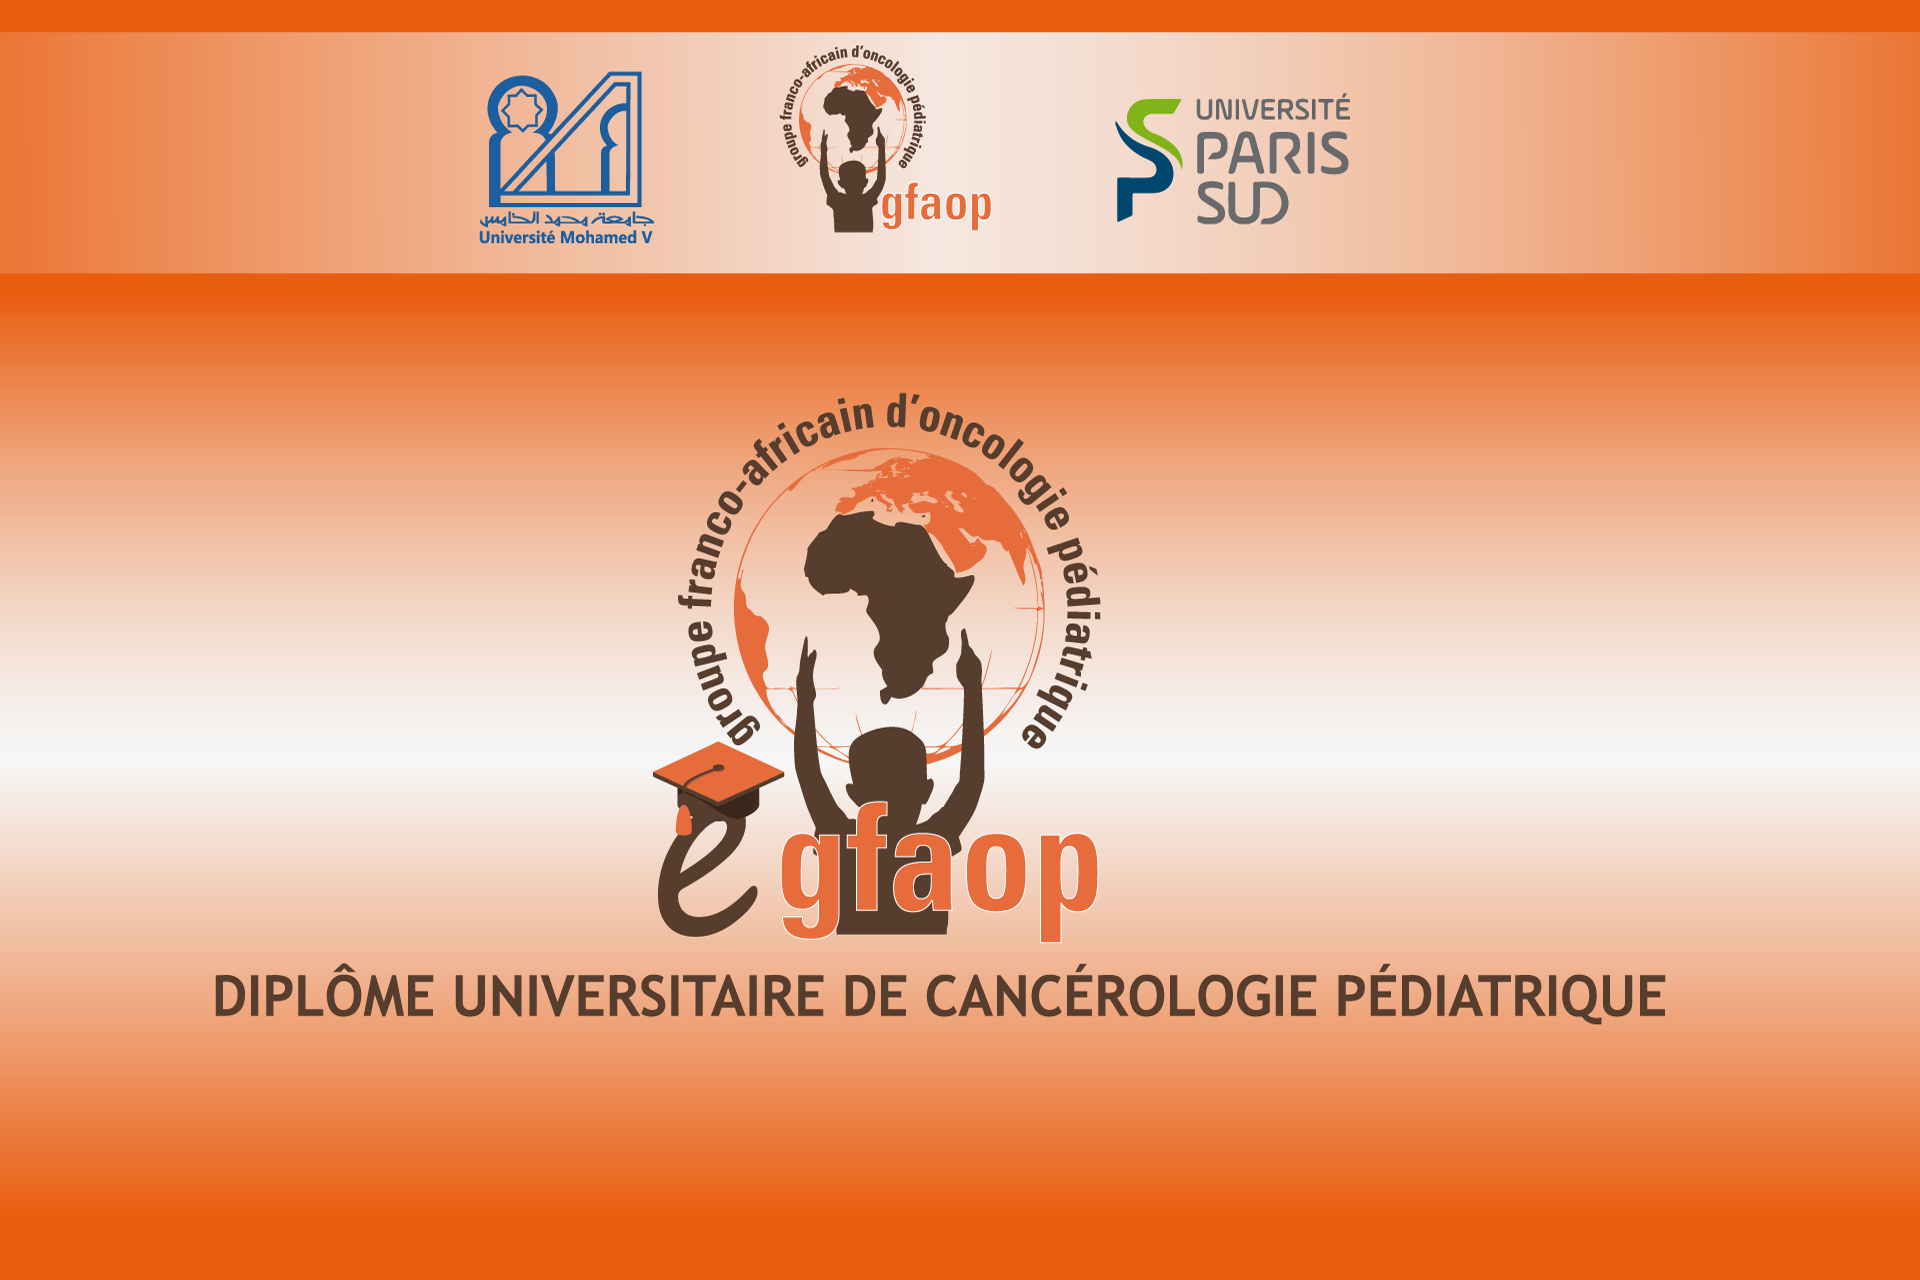 جامعة محمد الخامس
Université Mohamed V
groupe franco-africain d'oncologie pédiatrique
gfaop
UNIVERSITÉ
PARIS
SUD
groupe franco-africain d'oncologie pédiatrique
e gfaop
DIPLÔME UNIVERSITAIRE DE CANCÉROLOGIE PÉDIATRIQUE